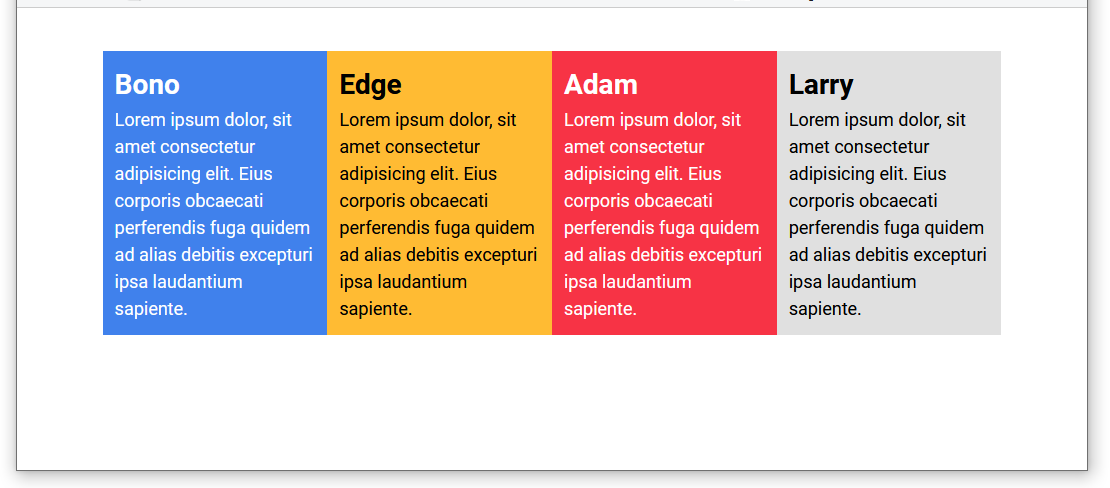 Bono
Lorem ipsum dolor, sit
amet consectetur
adipisicing elit. Eius
corporis obcaecati
perferendis fuga quidem
ad alias debitis excepturi
ipsa laudantium
sapiente.
Edge
Lorem ipsum dolor, sit
amet consectetur
adipisicing elit. Eius
corporis obcaecati
perferendis fuga quidem
ad alias debitis excepturi
ipsa laudantium
sapiente.
Adam
Lorem ipsum dolor, sit
amet consectetur
adipisicing elit. Eius
corporis obcaecati
perferendis fuga quidem
ad alias debitis excepturi
ipsa laudantium
sapiente.
Larry
Lorem ipsum dolor, sit
amet consectetur
adipisicing elit. Eius
corporis obcaecati
perferendis fuga quidem
ad alias debitis excepturi
ipsa laudantium
sapiente.